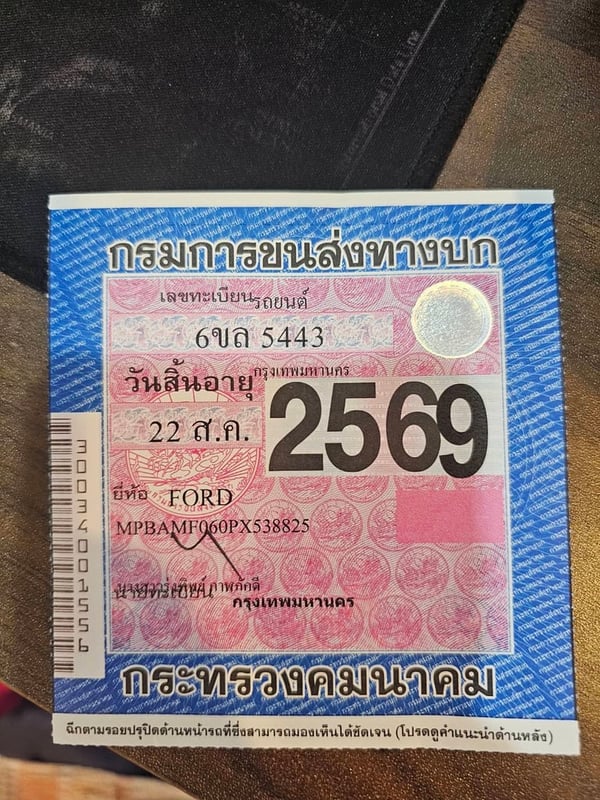 กรมการขนส่งทางบก
เลขทะเบียนรถยนต์
6ขล 5443
กรุงเทพมหานคร
วันสิ้นอายุ
22 ส.ค. 2569
ยี่ห้อ FORD
MPBAMF060PX538825
ภาพภักดี
นายทะเบียน
กรุงเทพมหานคร
กระทรวงคมนาคม
ฉีกตามรอยปรุปิดด้านหน้ารถที่ซึ่งสามารถมองเห็นได้ชัดเจน (โปรดดูคำแนะนำด้านหลัง)
3003400015556